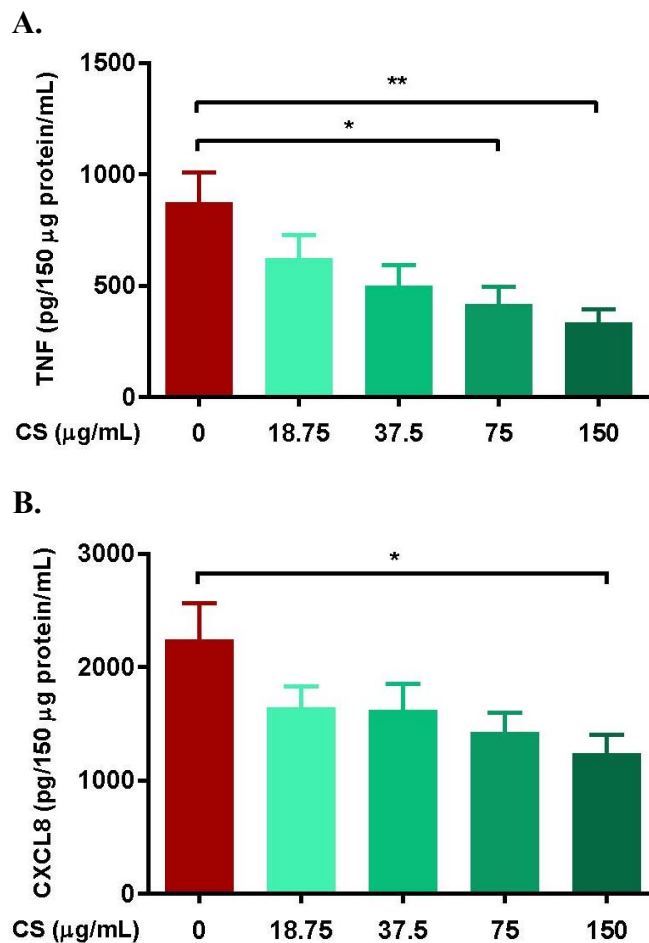 A.
TNF (pg/150 μg protein/mL)
1500
1000
500
0
**
*
CS (μg/mL) 0 18.75 37.5 75 150
B.
CXCL8 (pg/150 μg protein/mL)
3000
2000
1000
0
*
CS (μg/mL) 0 18.75 37.5 75 150